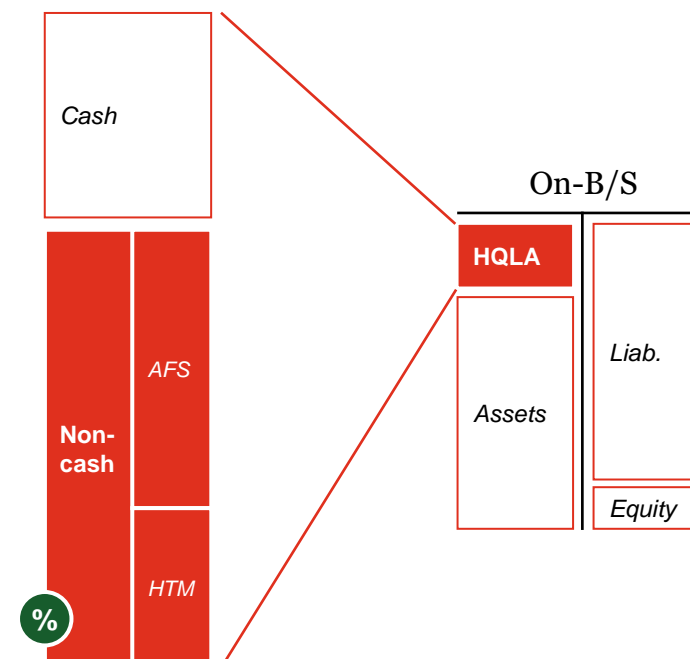 Cash
On-B/S
HQLA
AFS
Liab.
Assets
Non-
cash
Equity
HTM
%